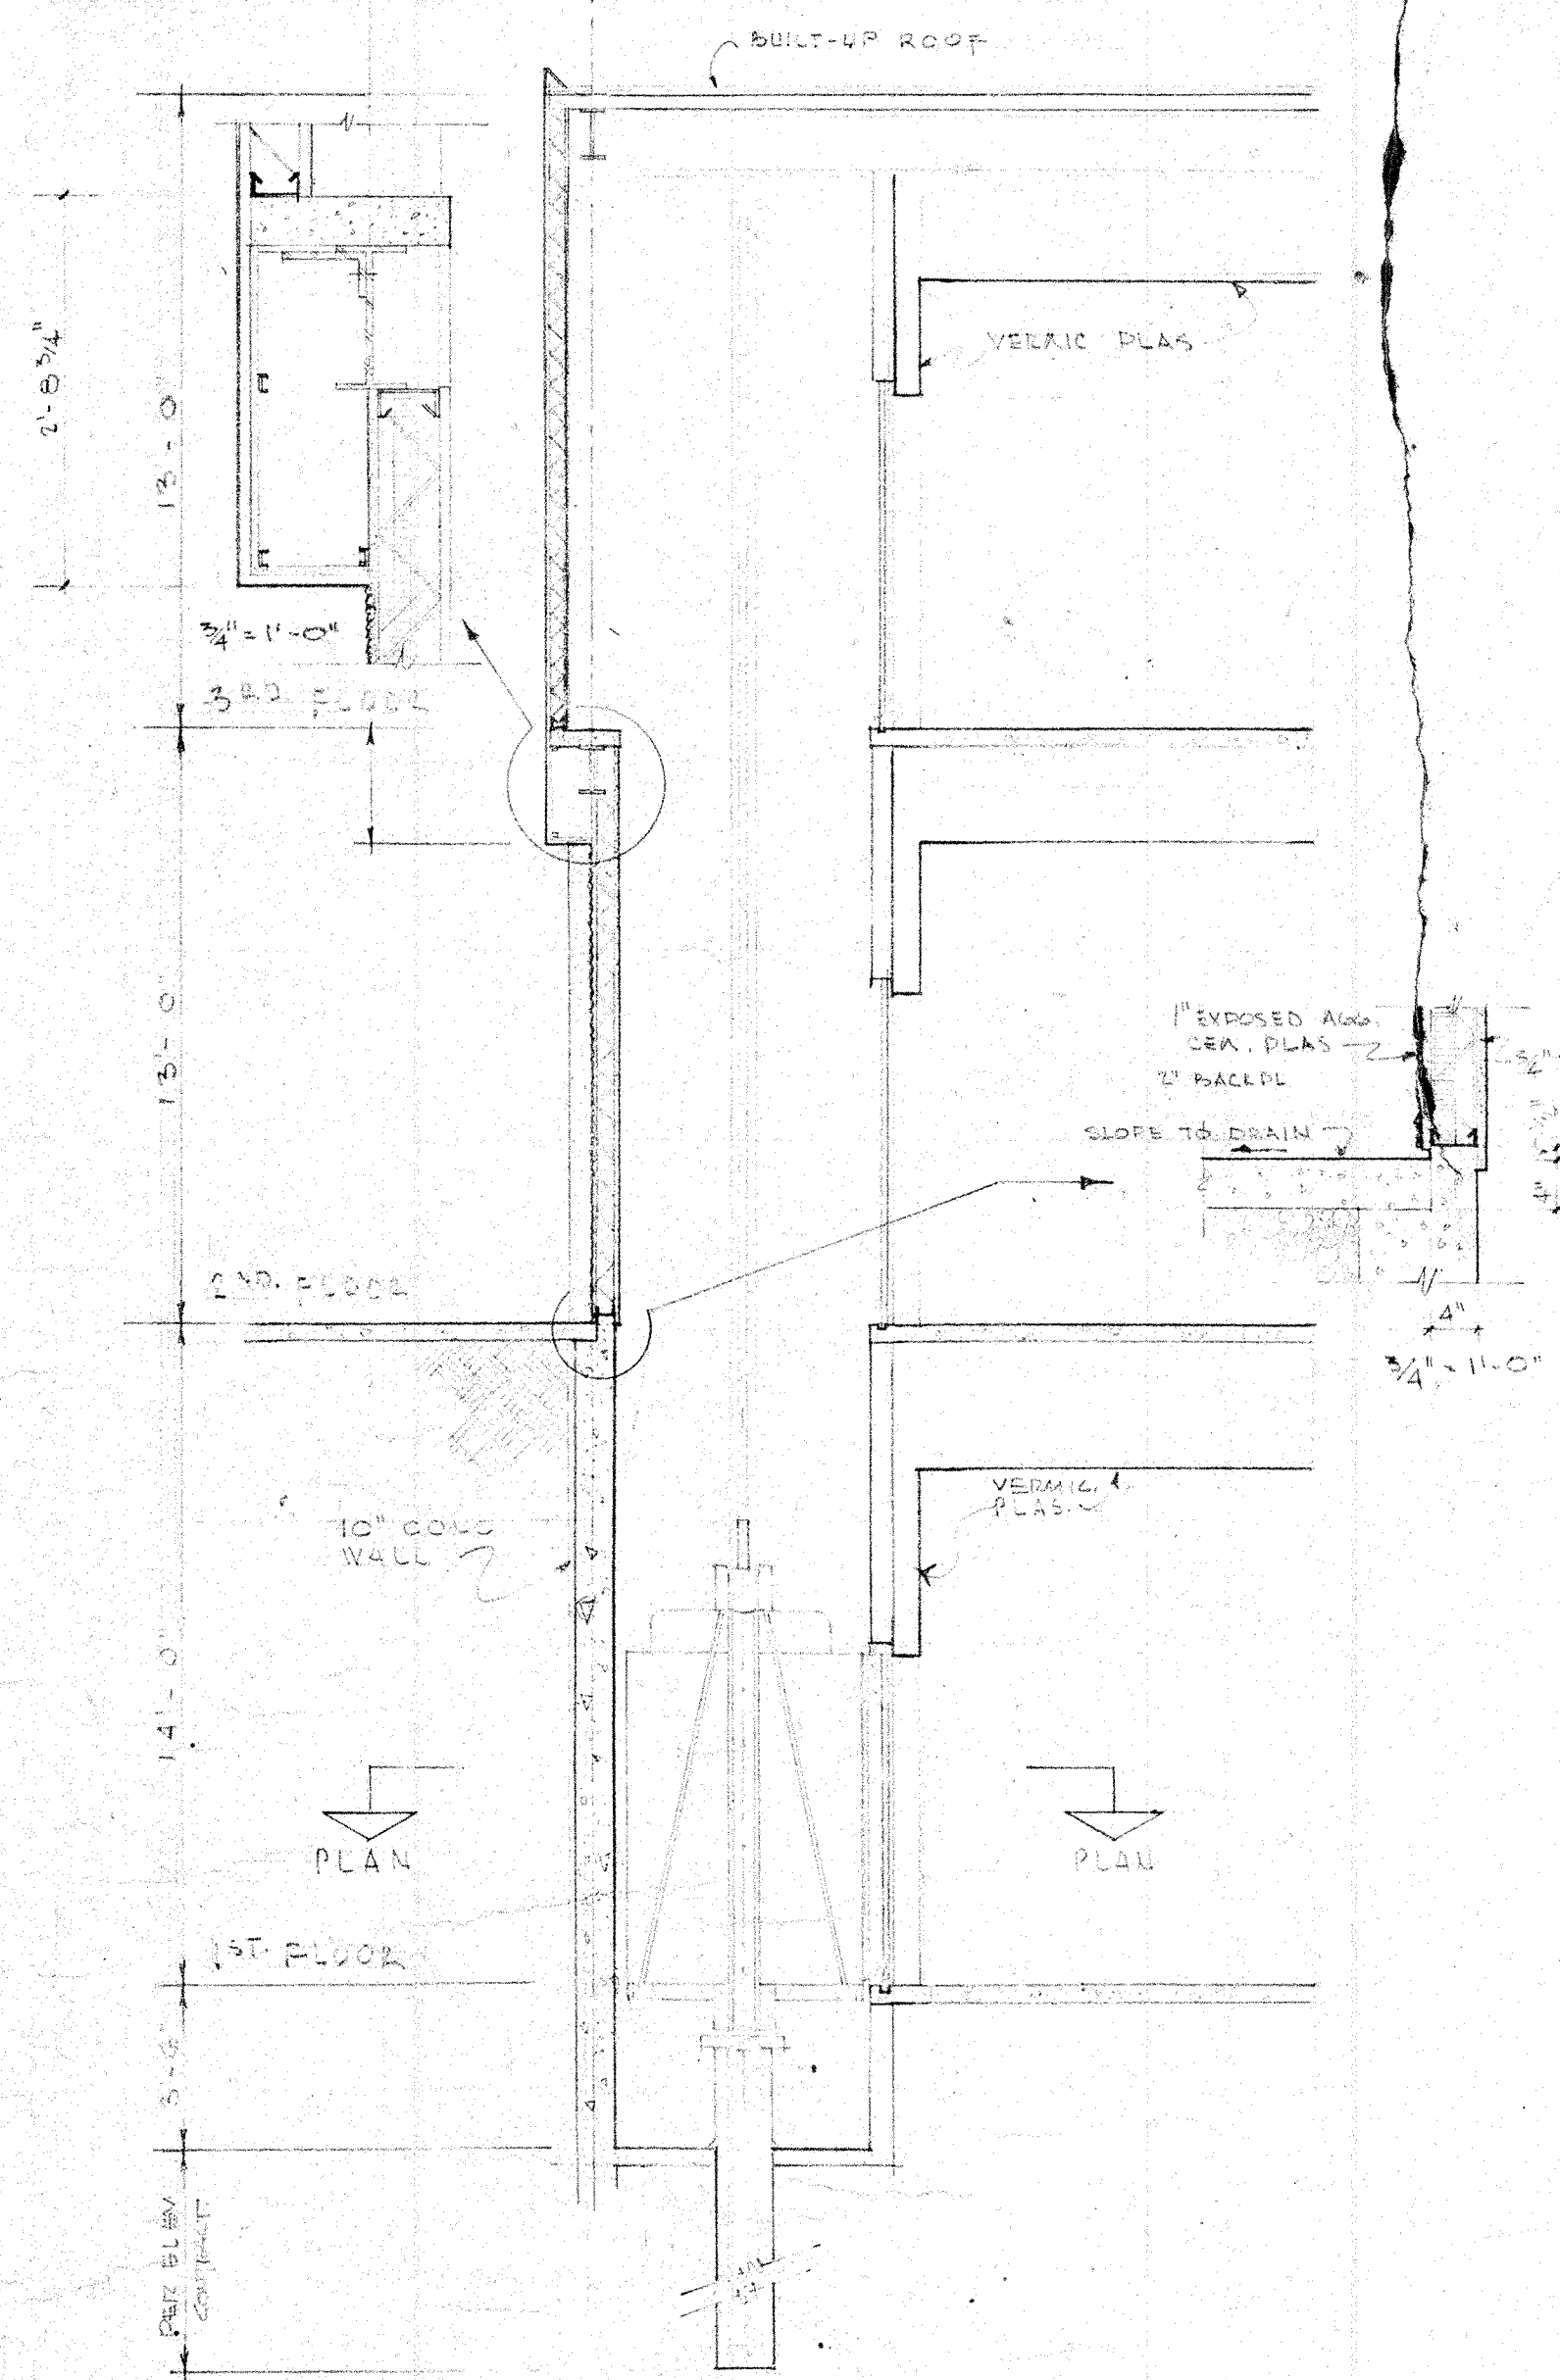 BUILT-UP ROOF
VERMIC PLAS
2'-8 3/4"
13-0
3/4" = 1'-0"
3RD FLOOR
13'-0"
1" EXPOSED AGG.
CEM. PLAS
2" BACKPL
SLOPE TO DRAIN
2ND. FLOOR
4"
3/4" = 1'-0"
VERMIC.
PLAS.
10" CONC
WALL
14'-0"
PLAN
PLAN
1ST. FLOOR
PER ELEV
CONTRACT